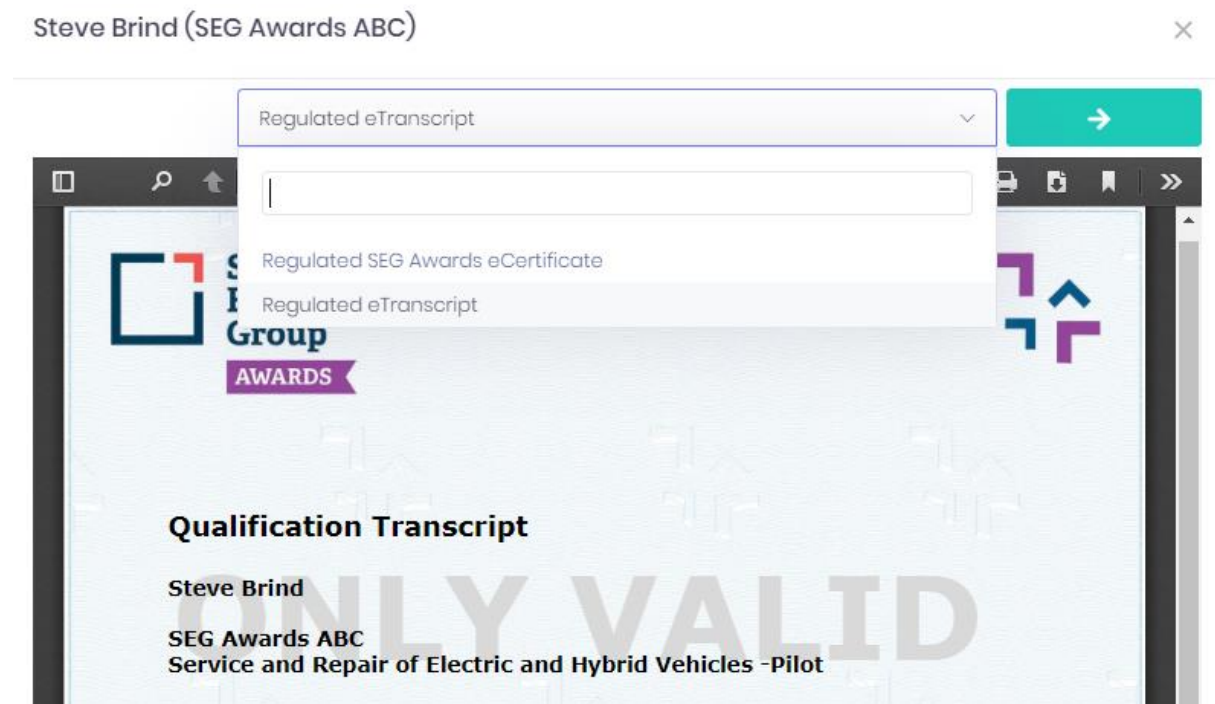 Steve Brind (SEG Awards ABC)
Regulated eTranscript
Regulated SEG Awards eCertificate
Regulated eTranscript
Group
AWARDS
Qualification Transcript
Steve Brind
ONLY VALID
SEG Awards ABC
Service and Repair of Electric and Hybrid Vehicles -Pilot